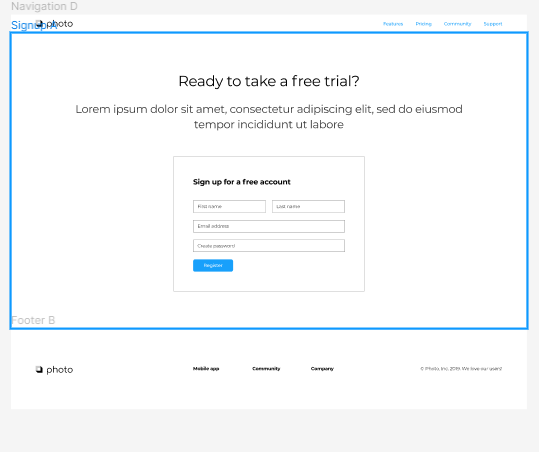 Navigation D
Signup A
photo
Features Pricing Community Support
Ready to take a free trial?
Lorem ipsum dolor sit amet, consectetur adipiscing elit, sed do eiusmod
tempor incididunt ut labore
Sign up for a free account
First name Last name
Email address
Create password
Register
Footer B
photo
Mobile app Community Company
© Photo, Inc. 2019. We love our users!